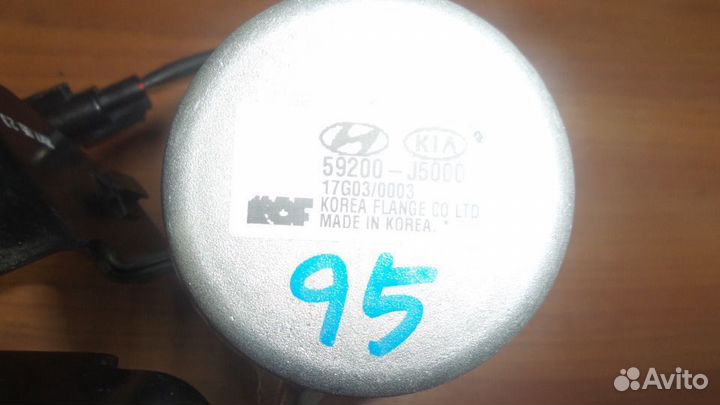 KIA
59200-J5000
17G03/0003
KOREA FLANGE CO LTD
MADE IN KOREA.
95
Avito